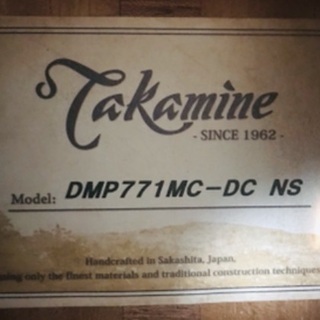 Takamine
- SINCE 1962 -
Model: DMP771MC-DC NS
Handcrafted in Sakashita, Japan,
only the finest materials and traditional construction techniques